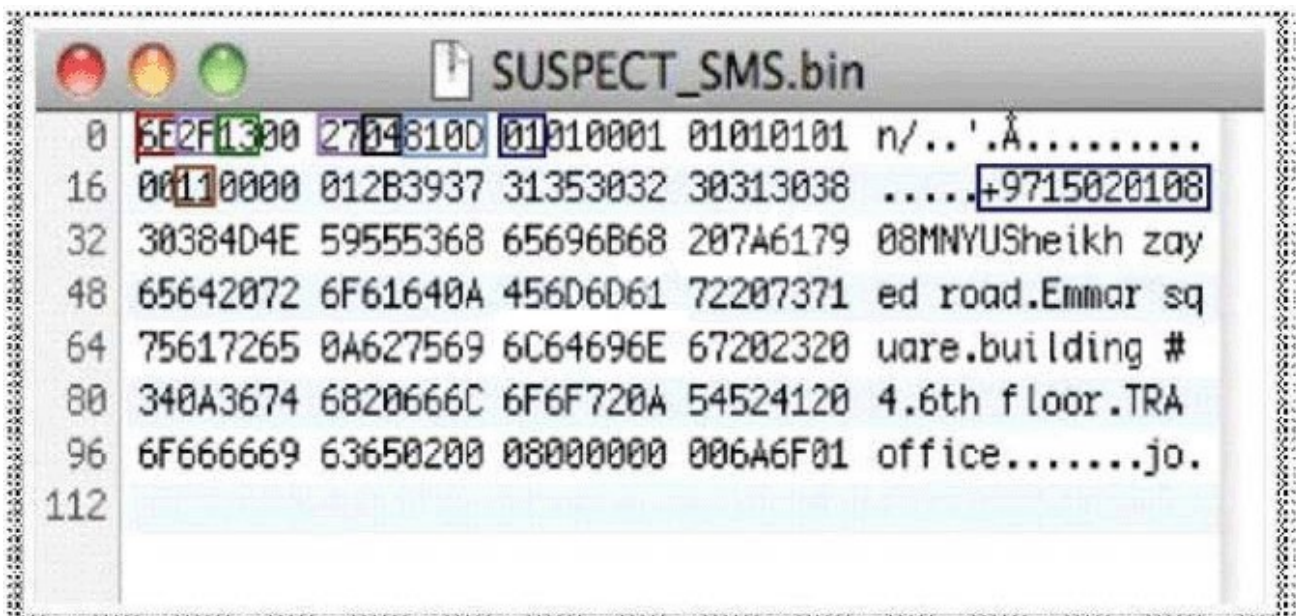 SUSPECT_SMS.bin
0 6E2F1300 2704810D 01010001 01010101 n/..'.Å.........
16 00110000 012B3937 31353032 30313038 .....+9715020108
32 30384D4E 59555368 65696B68 207A6179 08MNYUSheikh zay
48 65642072 6F61640A 456D6D61 72207371 ed road.Emmar sq
64 75617265 0A627569 6C64696E 67202320 uare.building #
80 340A3674 6820666C 6F6F720A 54524120 4.6th floor.TRA
96 6F666669 63650200 08000000 006A6F01 office.......jo.
112